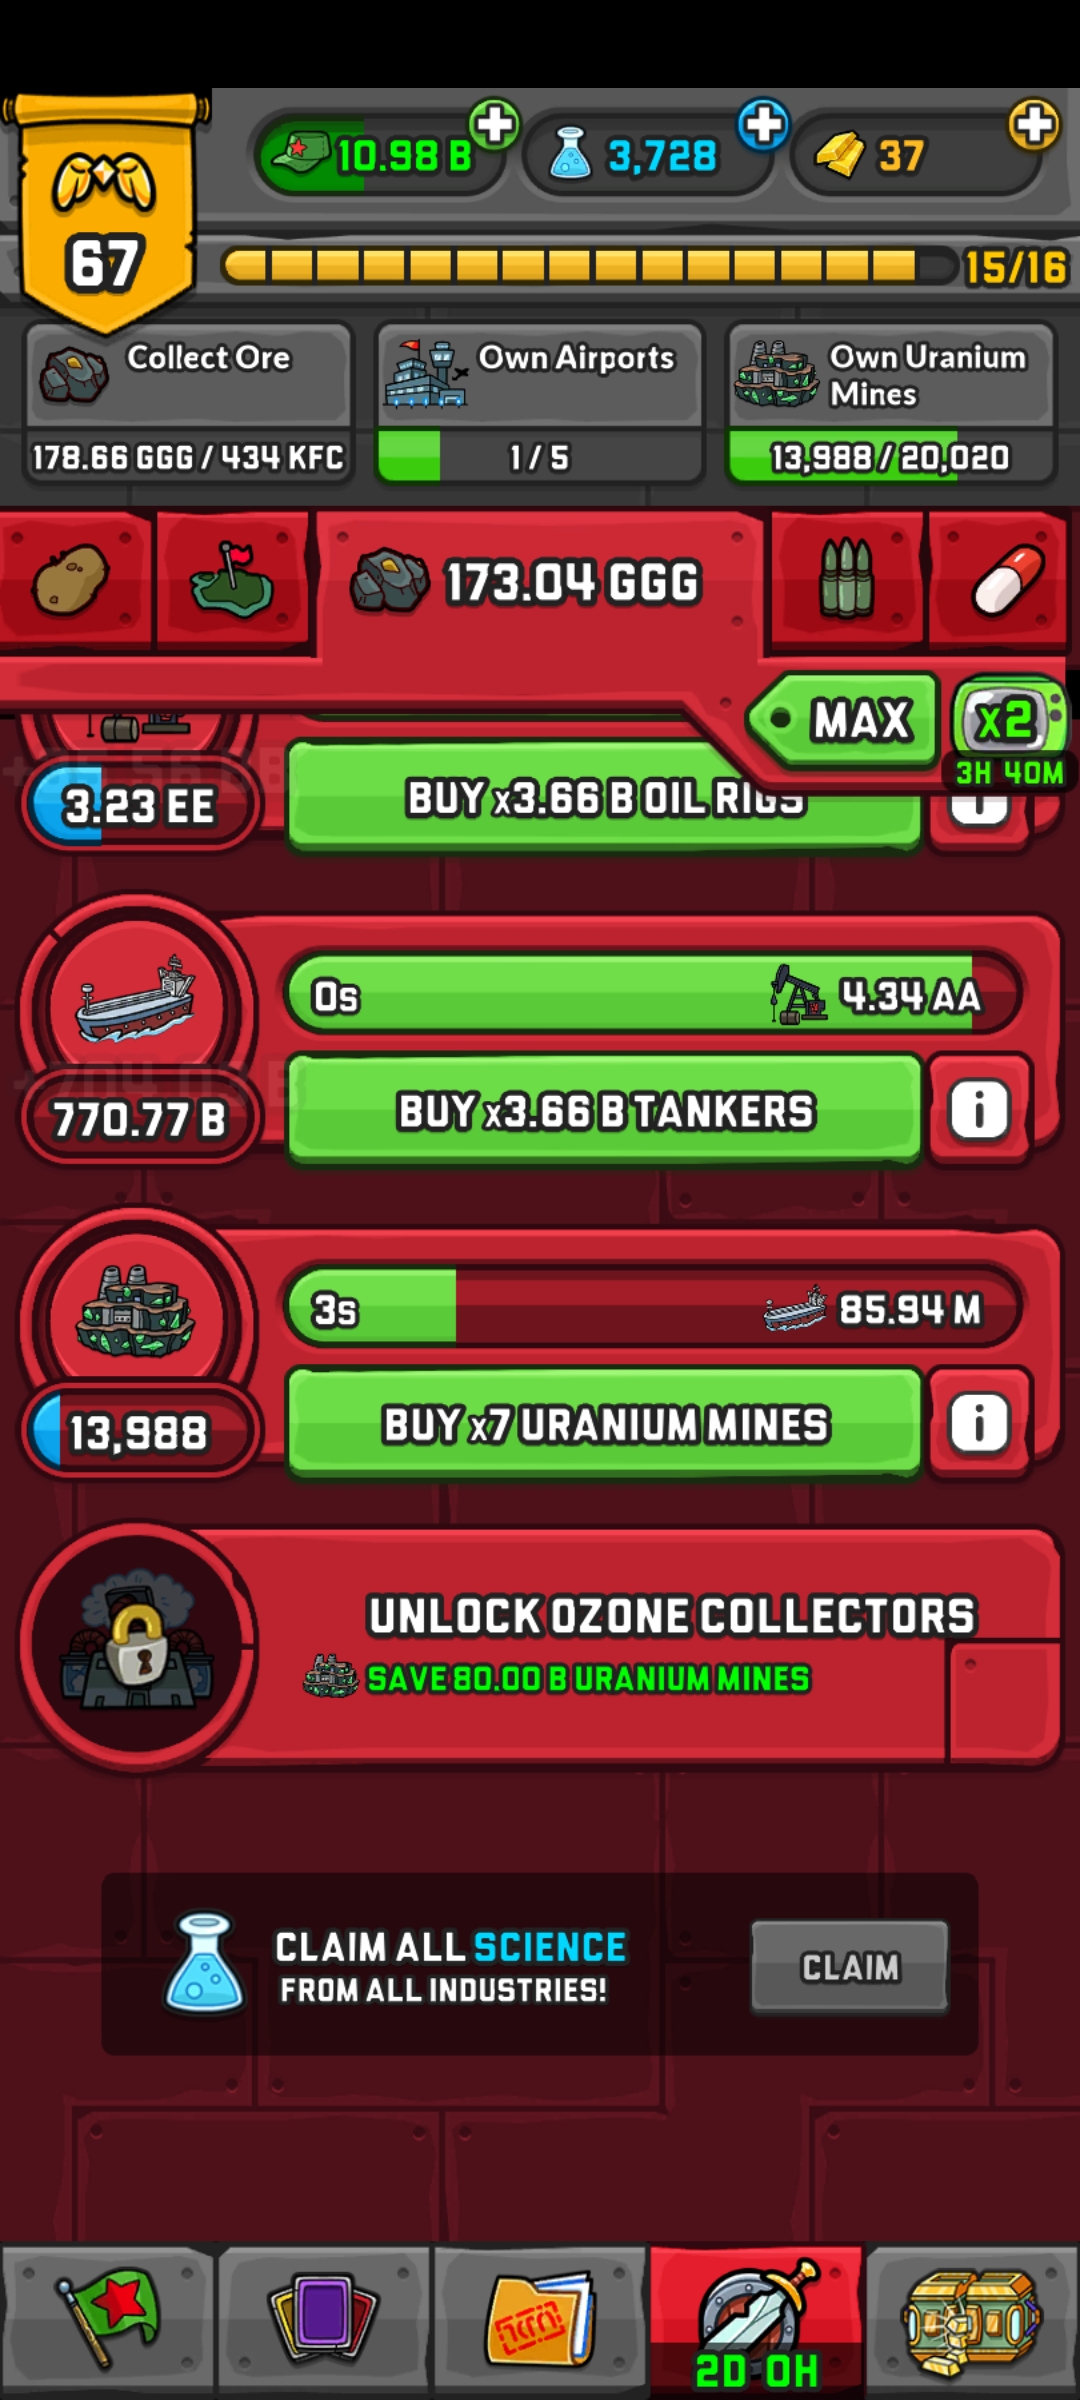 10.98 B
3,728
37
67
15/16
Collect Ore
178.66 GGG / 434 KFC
Own Airports
1 / 5
Own Uranium
Mines
13,988 / 20,020
173.04 GGG
MAX
x2
3H 40M
3.23 EE
BUY x3.66 B OIL RIGS
0s
4.34 AA
770.77 B
BUY x3.66 B TANKERS
3s
85.94 M
13,988
BUY x7 URANIUM MINES
UNLOCK OZONE COLLECTORS
SAVE 80.00 B URANIUM MINES
CLAIM ALL SCIENCE
FROM ALL INDUSTRIES!
CLAIM
2D 0H